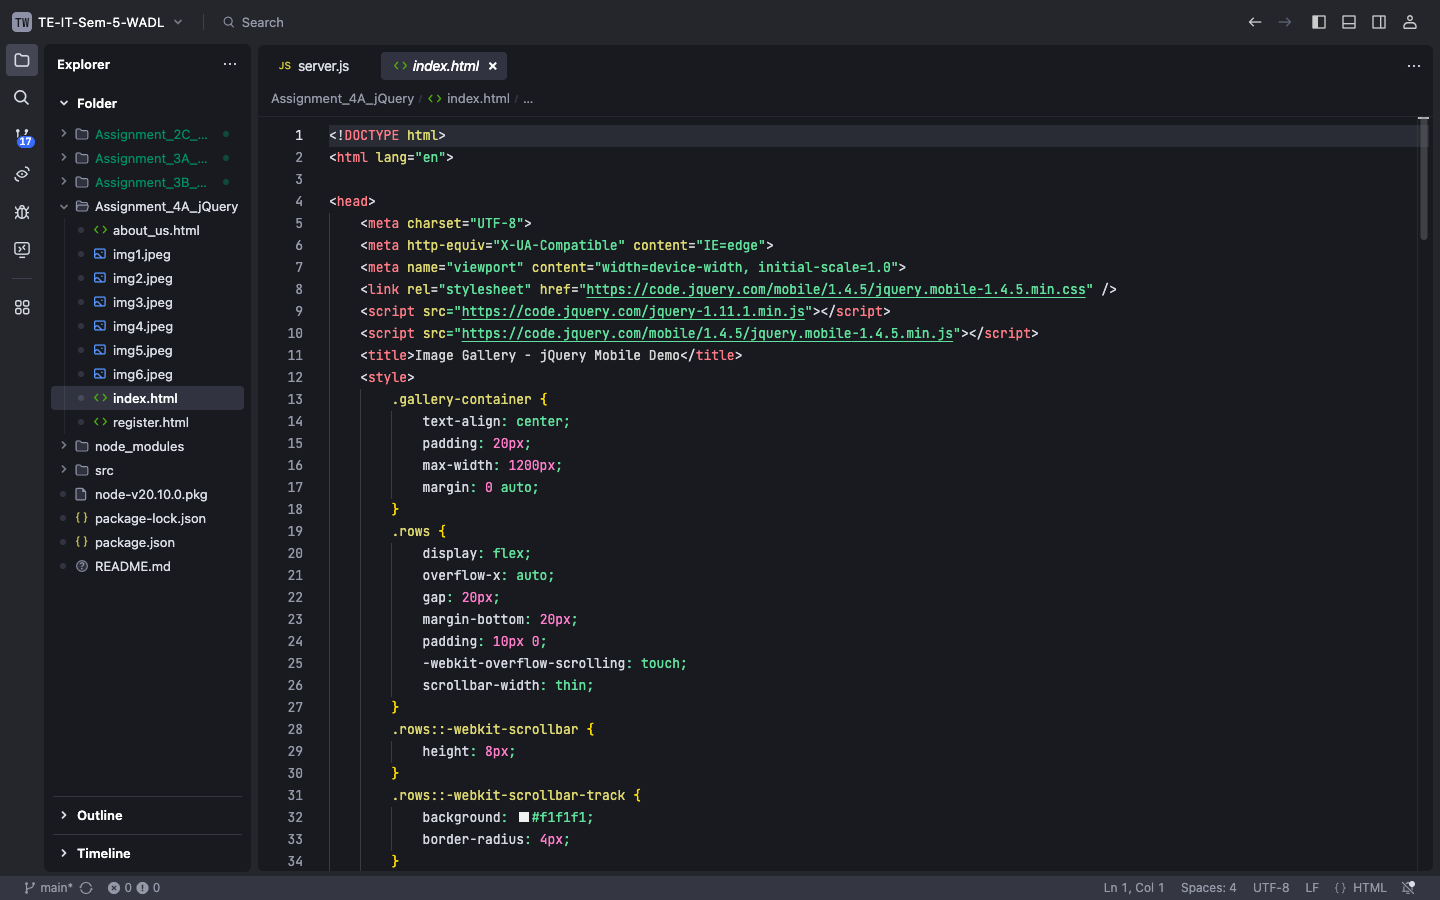 TW TE-IT-Sem-5-WADL
Search
17
Explorer
Folder
Assignment_2C_...
Assignment_3A_...
Assignment_3B_...
Assignment_4A_jQuery
about_us.html
img1.jpeg
img2.jpeg
img3.jpeg
img4.jpeg
img5.jpeg
img6.jpeg
index.html
register.html
node_modules
src
node-v20.10.0.pkg
package-lock.json
package.json
README.md
Outline
Timeline
JS server.js
index.html
Assignment_4A_jQuery / index.html / ...
1 <!DOCTYPE html>
2 <html lang="en">
3
4 <head>
5 <meta charset="UTF-8">
6 <meta http-equiv="X-UA-Compatible" content="IE=edge">
7 <meta name="viewport" content="width=device-width, initial-scale=1.0">
8 <link rel="stylesheet" href="https://code.jquery.com/mobile/1.4.5/jquery.mobile-1.4.5.min.css" />
9 <script src="https://code.jquery.com/jquery-1.11.1.min.js"></script>
10 <script src="https://code.jquery.com/mobile/1.4.5/jquery.mobile-1.4.5.min.js"></script>
11 <title>Image Gallery - jQuery Mobile Demo</title>
12 <style>
13 .gallery-container {
14 text-align: center;
15 padding: 20px;
16 max-width: 1200px;
17 margin: 0 auto;
18 }
19 .rows {
20 display: flex;
21 overflow-x: auto;
22 gap: 20px;
23 margin-bottom: 20px;
24 padding: 10px 0;
25 -webkit-overflow-scrolling: touch;
26 scrollbar-width: thin;
27 }
28 .rows::-webkit-scrollbar {
29 height: 8px;
30 }
31 .rows::-webkit-scrollbar-track {
32 background: #f1f1f1;
33 border-radius: 4px;
34 }
main* 0 0 Ln 1, Col 1 Spaces: 4 UTF-8 LF {} HTML